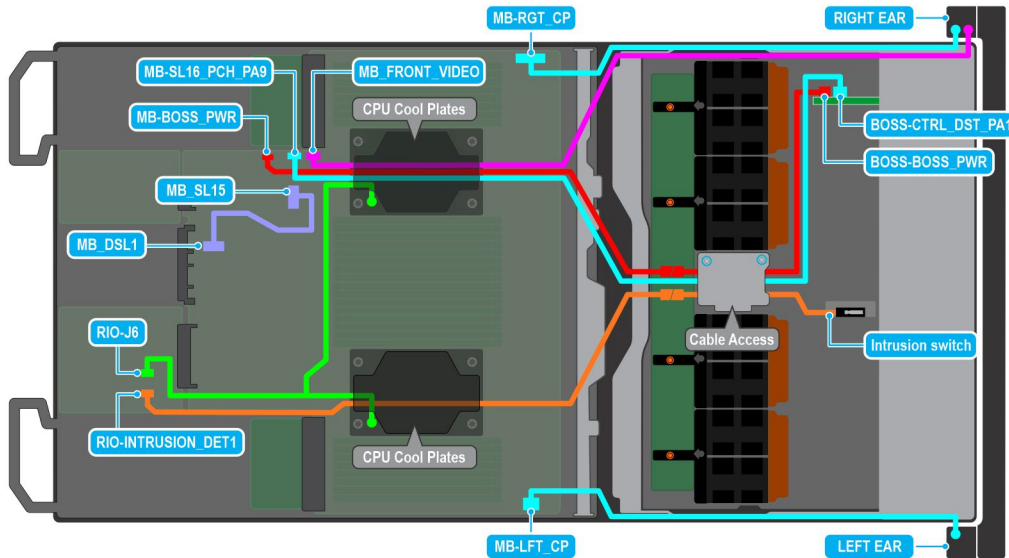 MB-RGT_CP
RIGHT EAR
MB-SL16_PCH_PA9
MB_FRONT_VIDEO
MB-BOSS_PWR
CPU Cool Plates
BOSS-CTRL_DST_PA1
BOSS-BOSS_PWR
MB_SL15
MB_DSL1
RIO-J6
Cable Access
Intrusion switch
RIO-INTRUSION_DET1
CPU Cool Plates
MB-LFT_CP
LEFT EAR